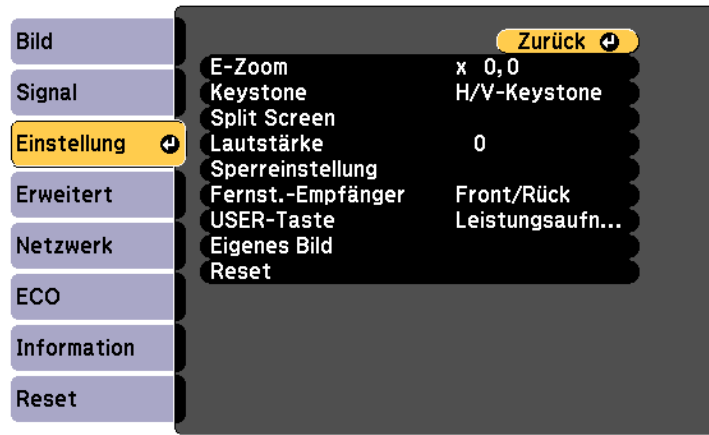 Bild
Signal
Einstellung
Erweitert
Netzwerk
ECO
Information
Reset
Zurück
E-Zoom x 0,0
Keystone H/V-Keystone
Split Screen
Lautstärke 0
Sperreinstellung
Fernst.-Empfänger Front/Rück
USER-Taste Leistungsaufn...
Eigenes Bild
Reset